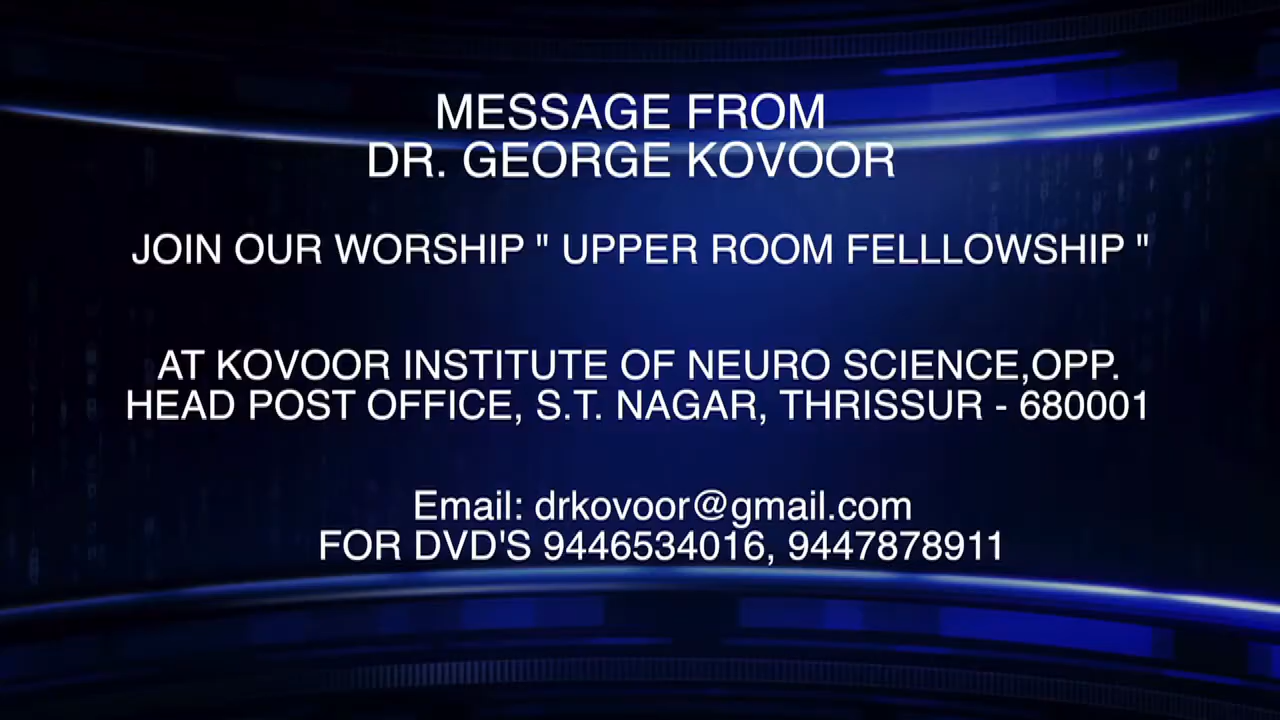 MESSAGE FROM
DR. GEORGE KOVOOR
JOIN OUR WORSHIP " UPPER ROOM FELLLOWSHIP "
AT KOVOOR INSTITUTE OF NEURO SCIENCE,OPP.
HEAD POST OFFICE, S.T. NAGAR, THRISSUR - 680001
Email: drkovoor@gmail.com
FOR DVD'S 9446534016, 9447878911